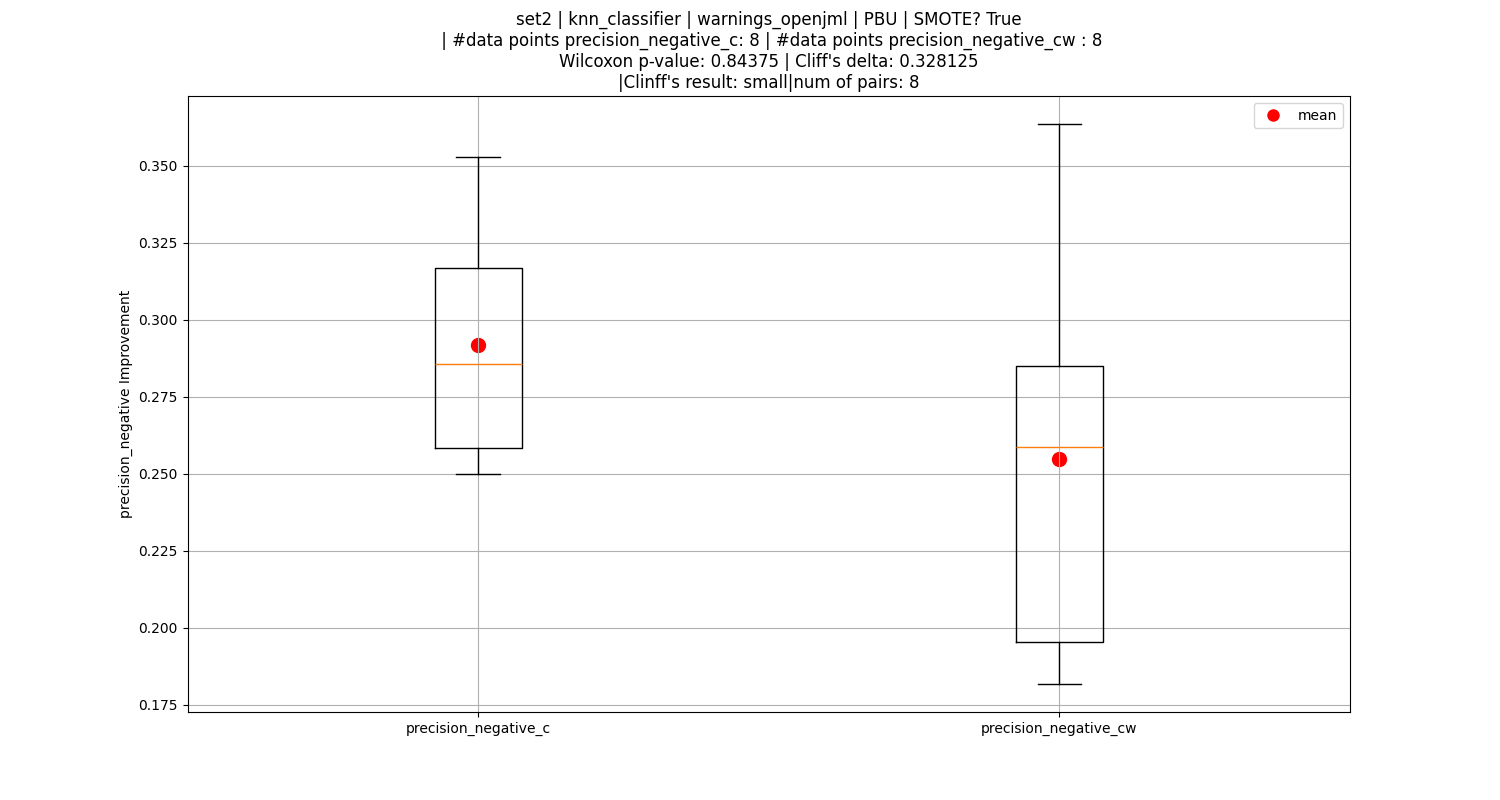 set2 | knn_classifier | warnings_openjml | PBU | SMOTE? True
| #data points precision_negative_c: 8 | #data points precision_negative_cw : 8
Wilcoxon p-value: 0.84375 | Cliff's delta: 0.328125
|Clinff's result: small|num of pairs: 8
mean
0.350
0.325
0.300
0.275
0.250
0.225
0.200
0.175
precision_negative Improvement
precision_negative_c
precision_negative_cw